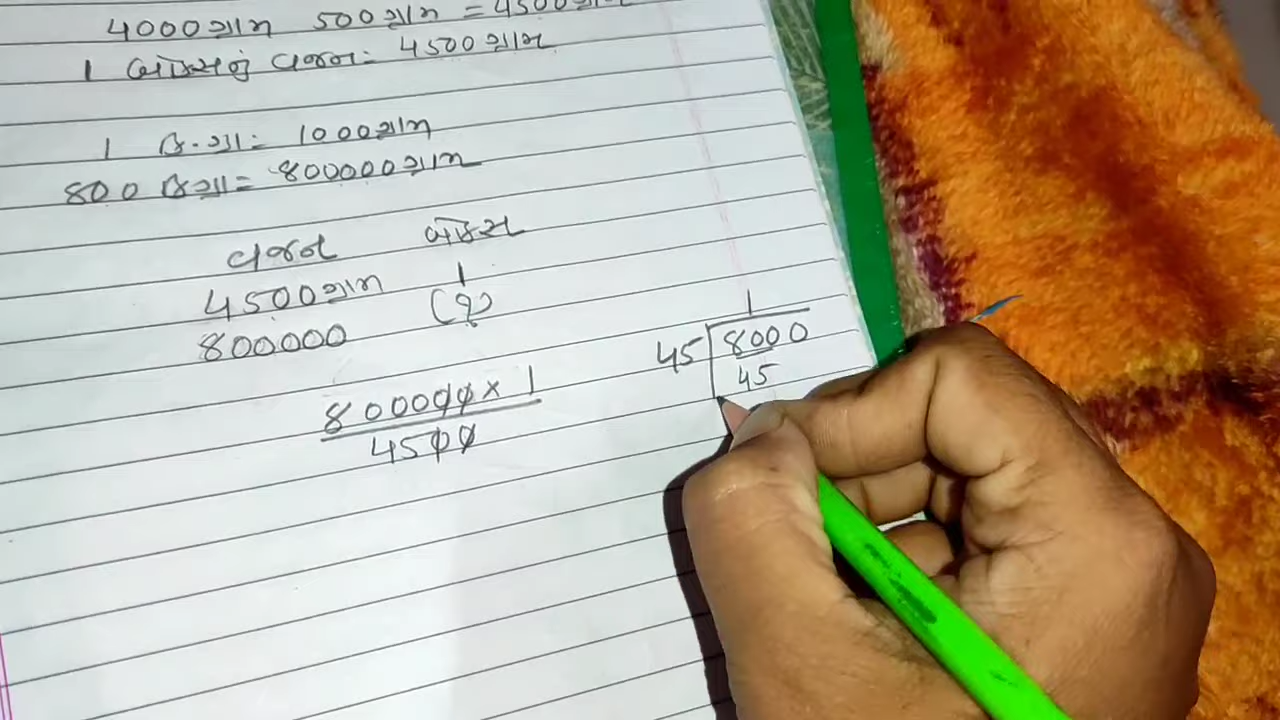 4000 ગ્રામ 500 ગ્રામ = 4500 ગ્રામ
1 બોક્સનું વજન = 4500 ગ્રામ
1 કિ.ગ્રા = 1000 ગ્રામ
800 કિગ્રા = 800000 ગ્રામ
વજન બોક્સ
4500 ગ્રામ 1
800000 (?)
800000 × 1
4500
1
45 8000
45